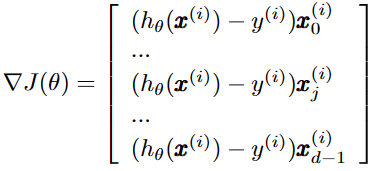 (h_θ(x^(i)) − y^(i))x_0^(i)
...
∇J(θ) = [ (h_θ(x^(i)) − y^(i))x_j^(i) ]
...
(h_θ(x^(i)) − y^(i))x_{d−1}^(i)